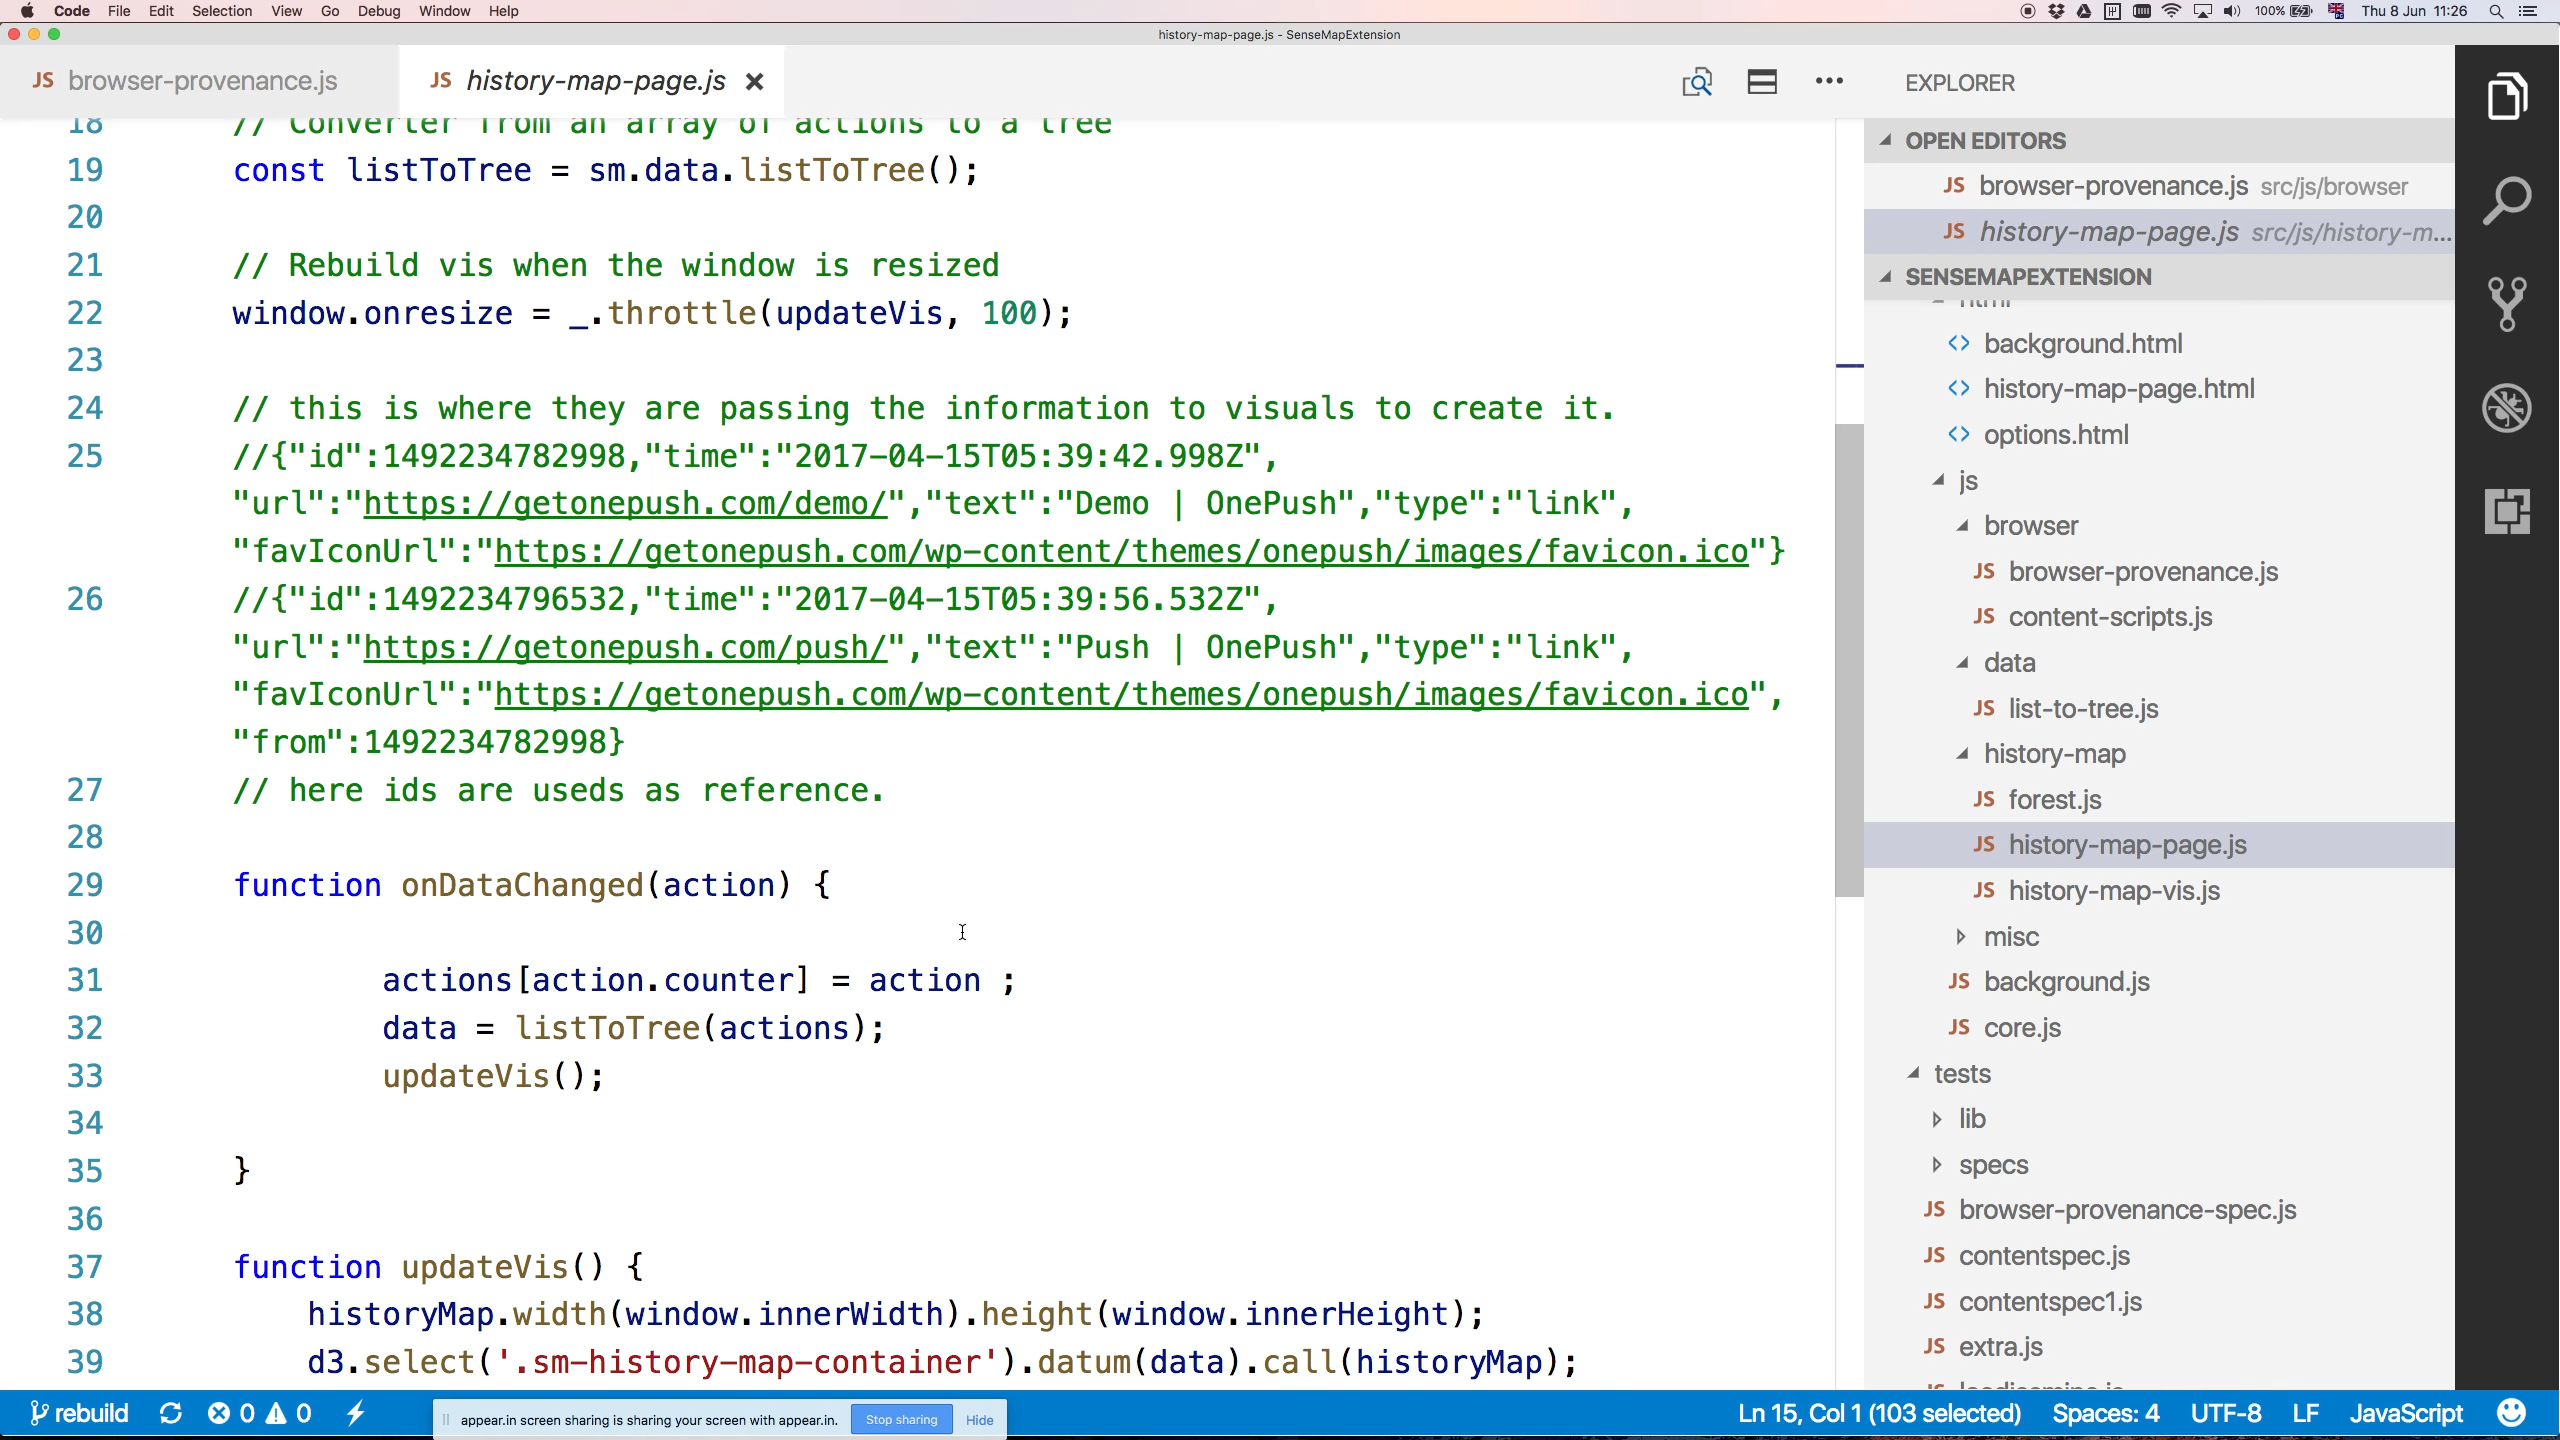 Code File Edit Selection View Go Debug Window Help
100% Thu 8 Jun 11:26
history-map-page.js - SenseMapExtension
JS browser-provenance.js
JS history-map-page.js
18 // Converter from an array of actions to a tree
19 const listToTree = sm.data.listToTree();
20
21 // Rebuild vis when the window is resized
22 window.onresize = _.throttle(updateVis, 100);
23
24 // this is where they are passing the information to visuals to create it.
25 //{"id":1492234782998,"time":"2017-04-15T05:39:42.998Z",
"url":"https://getonepush.com/demo/","text":"Demo | OnePush","type":"link",
"favIconUrl":"https://getonepush.com/wp-content/themes/onepush/images/favicon.ico"}
26 //{"id":1492234796532,"time":"2017-04-15T05:39:56.532Z",
"url":"https://getonepush.com/push/","text":"Push | OnePush","type":"link",
"favIconUrl":"https://getonepush.com/wp-content/themes/onepush/images/favicon.ico",
"from":1492234782998}
27 // here ids are useds as reference.
28
29 function onDataChanged(action) {
30
31 actions[action.counter] = action ;
32 data = listToTree(actions);
33 updateVis();
34
35 }
36
37 function updateVis() {
38 historyMap.width(window.innerWidth).height(window.innerHeight);
39 d3.select('.sm-history-map-container').datum(data).call(historyMap);
EXPLORER
OPEN EDITORS
JS browser-provenance.js src/js/browser
JS history-map-page.js src/js/history-m...
SENSEMAPEXTENSION
html
<> background.html
<> history-map-page.html
<> options.html
js
browser
JS browser-provenance.js
JS content-scripts.js
data
JS list-to-tree.js
history-map
JS forest.js
JS history-map-page.js
JS history-map-vis.js
misc
JS background.js
JS core.js
tests
lib
specs
JS browser-provenance-spec.js
JS contentspec.js
JS contentspec1.js
JS extra.js
rebuild 0 0
appear.in screen sharing is sharing your screen with appear.in. Stop sharing Hide
Ln 15, Col 1 (103 selected) Spaces: 4 UTF-8 LF JavaScript